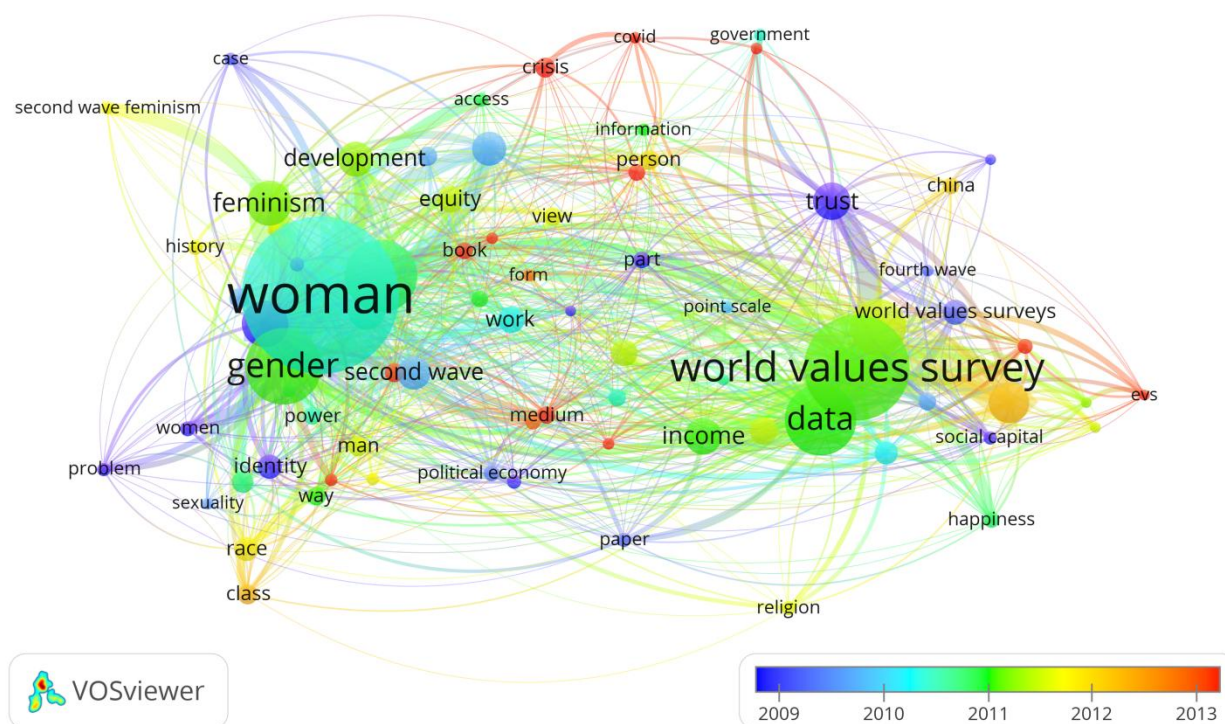 covid
government
case
crisis
second wave feminism
access
information
development
person
feminism
equity
china
trust
view
history
book
part
form
fourth wave
woman
point scale
world values surveys
work
gender
second wave
world values survey
evs
power
medium
data
women
man
income
social capital
problem
identity
political economy
sexuality
way
happiness
race
paper
class
religion
VOSviewer
2009 2010 2011 2012 2013